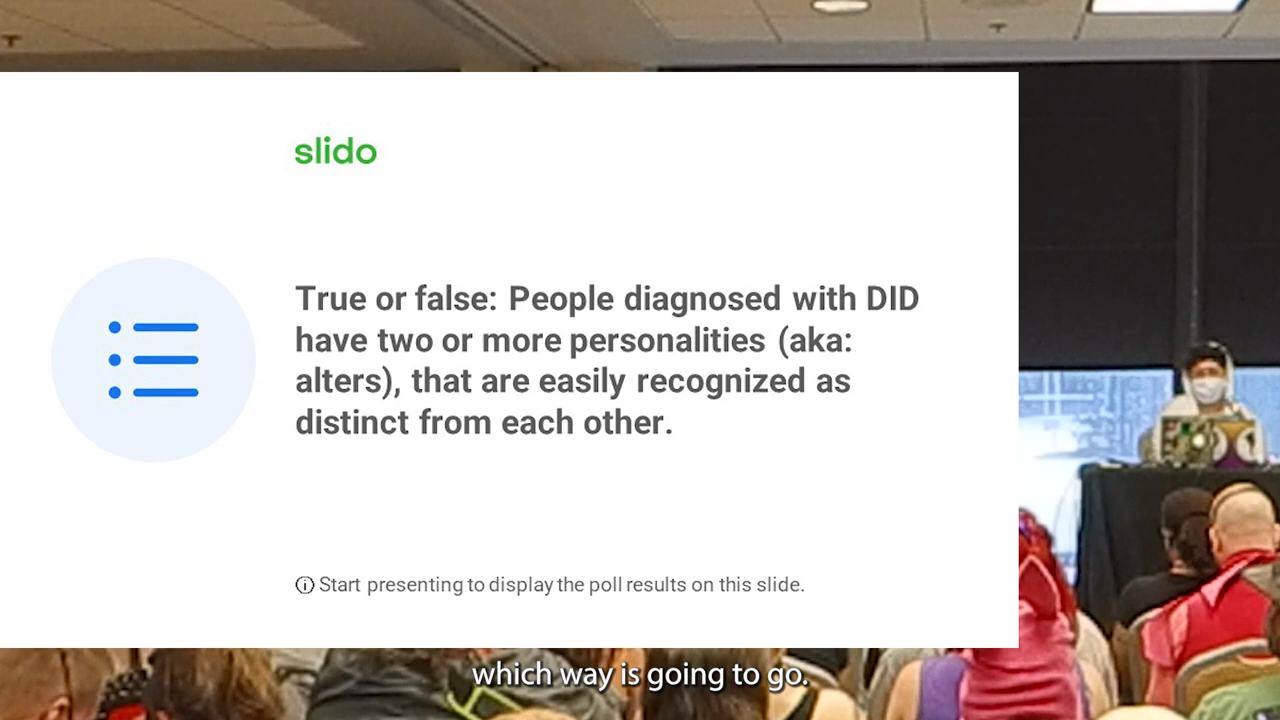 slido
True or false: People diagnosed with DID
have two or more personalities (aka:
alters), that are easily recognized as
distinct from each other.
Start presenting to display the poll results on this slide.
which way is going to go.